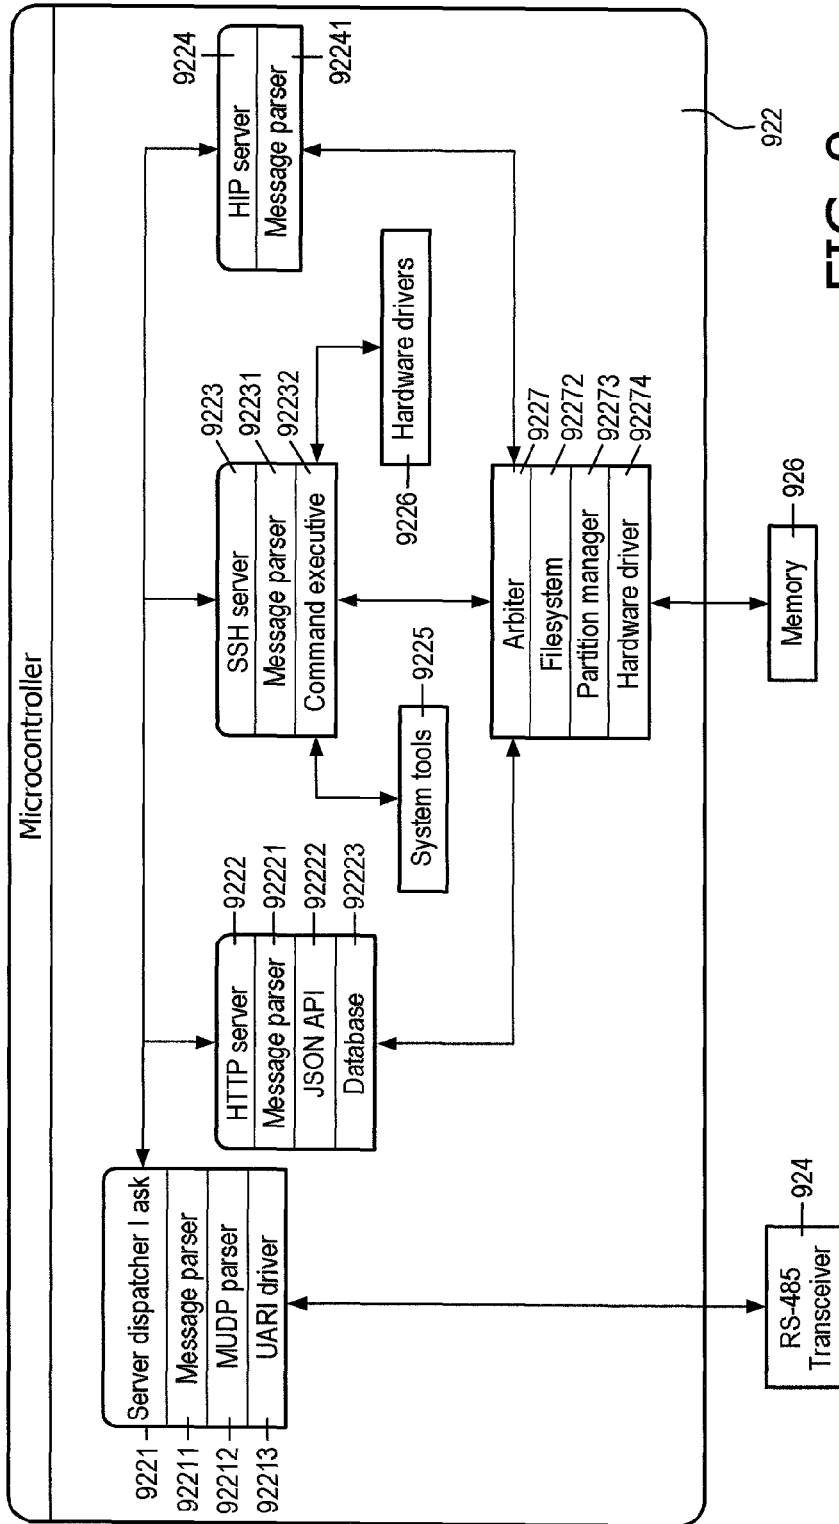 Microcontroller
9221
Server dispatcher I ask
92211
Message parser
92212
MUDP parser
92213
UARI driver
HTTP server
9222
Message parser
92221
JSON API
92222
Database
92223
SSH server
9223
Message parser
92231
Command executive
92232
HIP server
9224
Message parser
92241
System tools
9225
9226
Hardware drivers
Arbiter
9227
Filesystem
92272
Partition manager
92273
Hardware driver
92274
922
RS-485
Transceiver
924
Memory
926
FIG